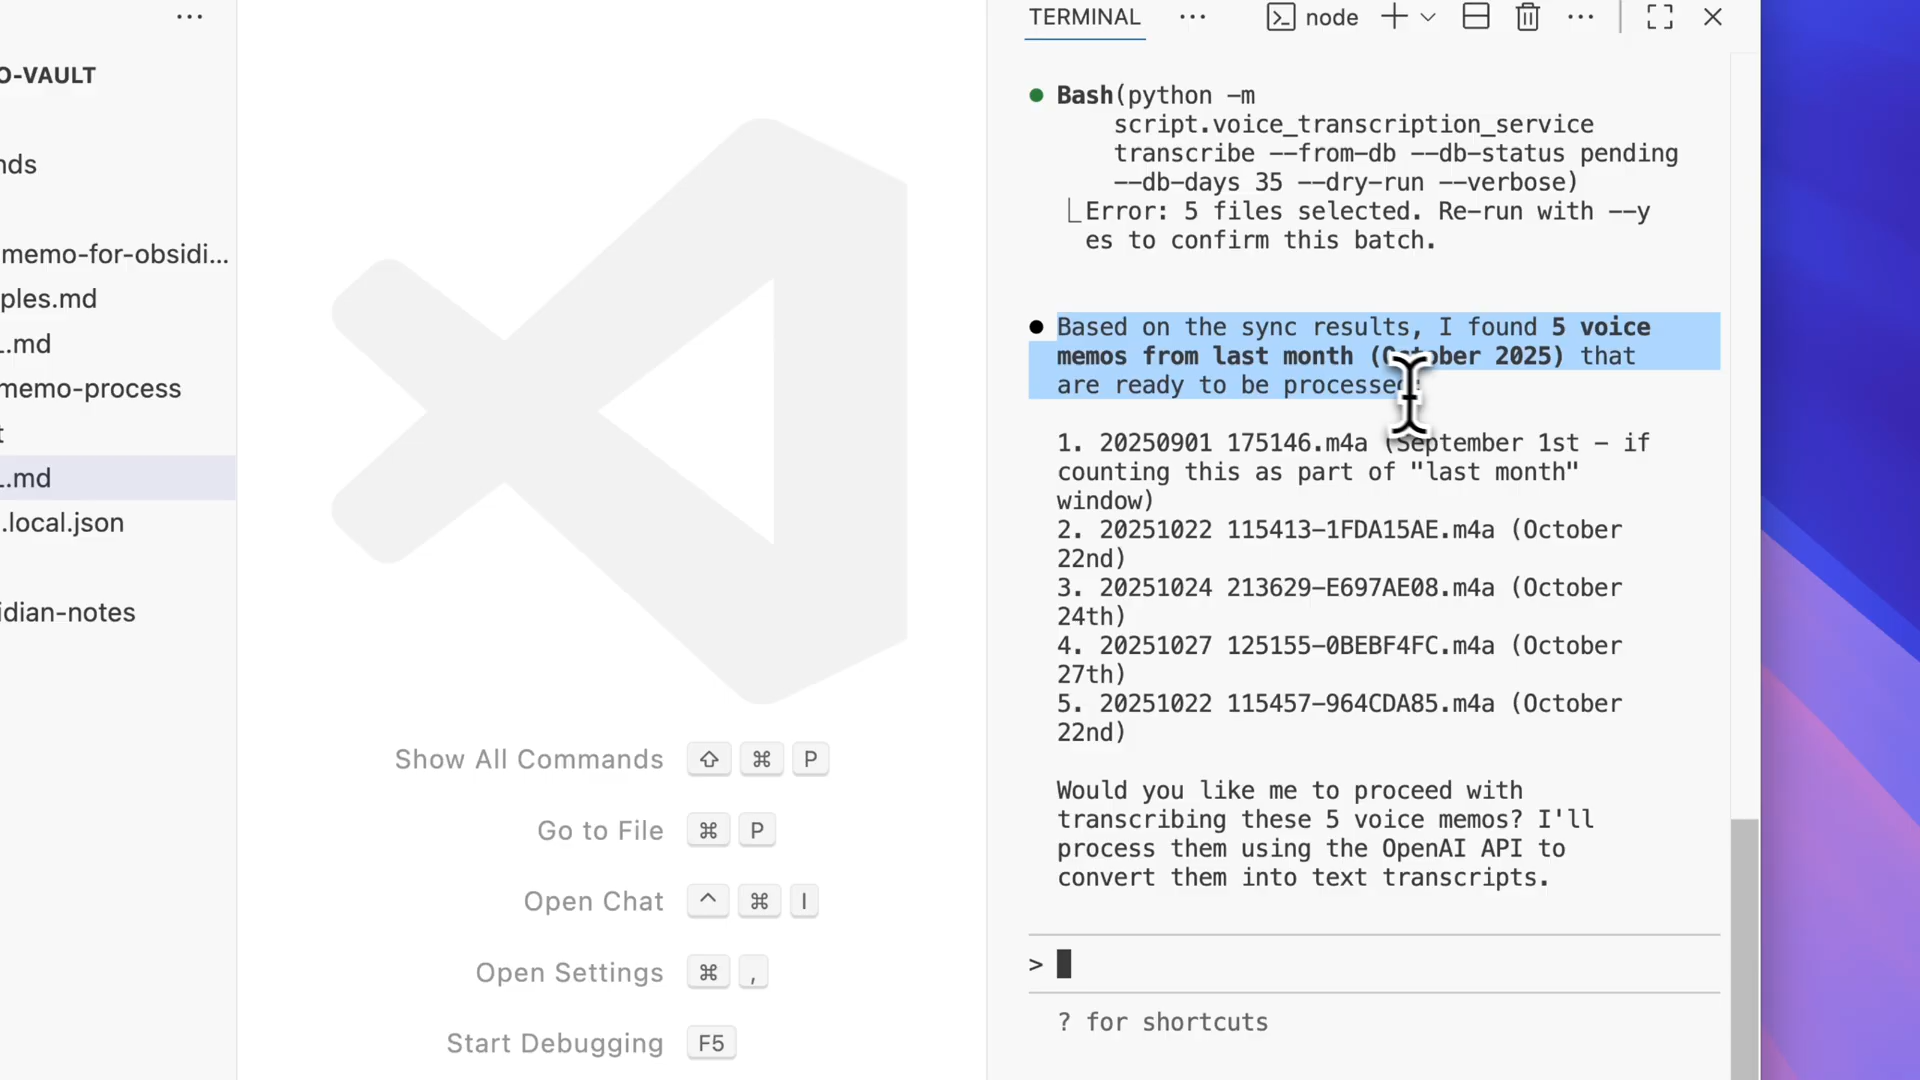 TERMINAL
node
O-VAULT
nds
memo-for-obsidi...
ples.md
.md
memo-process
t
.md
.local.json
idian-notes
Show All Commands ⇧ ⌘ P
Go to File ⌘ P
Open Chat ^ ⌘ I
Open Settings ⌘ ,
Start Debugging F5
Bash(python -m
script.voice_transcription_service
transcribe --from-db --db-status pending
--db-days 35 --dry-run --verbose)
Error: 5 files selected. Re-run with --y
es to confirm this batch.
Based on the sync results, I found 5 voice
memos from last month (October 2025) that
are ready to be processed:
1. 20250901 175146.m4a (September 1st - if
counting this as part of "last month"
window)
2. 20251022 115413-1FDA15AE.m4a (October
22nd)
3. 20251024 213629-E697AE08.m4a (October
24th)
4. 20251027 125155-0BEBF4FC.m4a (October
27th)
5. 20251022 115457-964CDA85.m4a (October
22nd)
Would you like me to proceed with
transcribing these 5 voice memos? I'll
process them using the OpenAI API to
convert them into text transcripts.
>
? for shortcuts